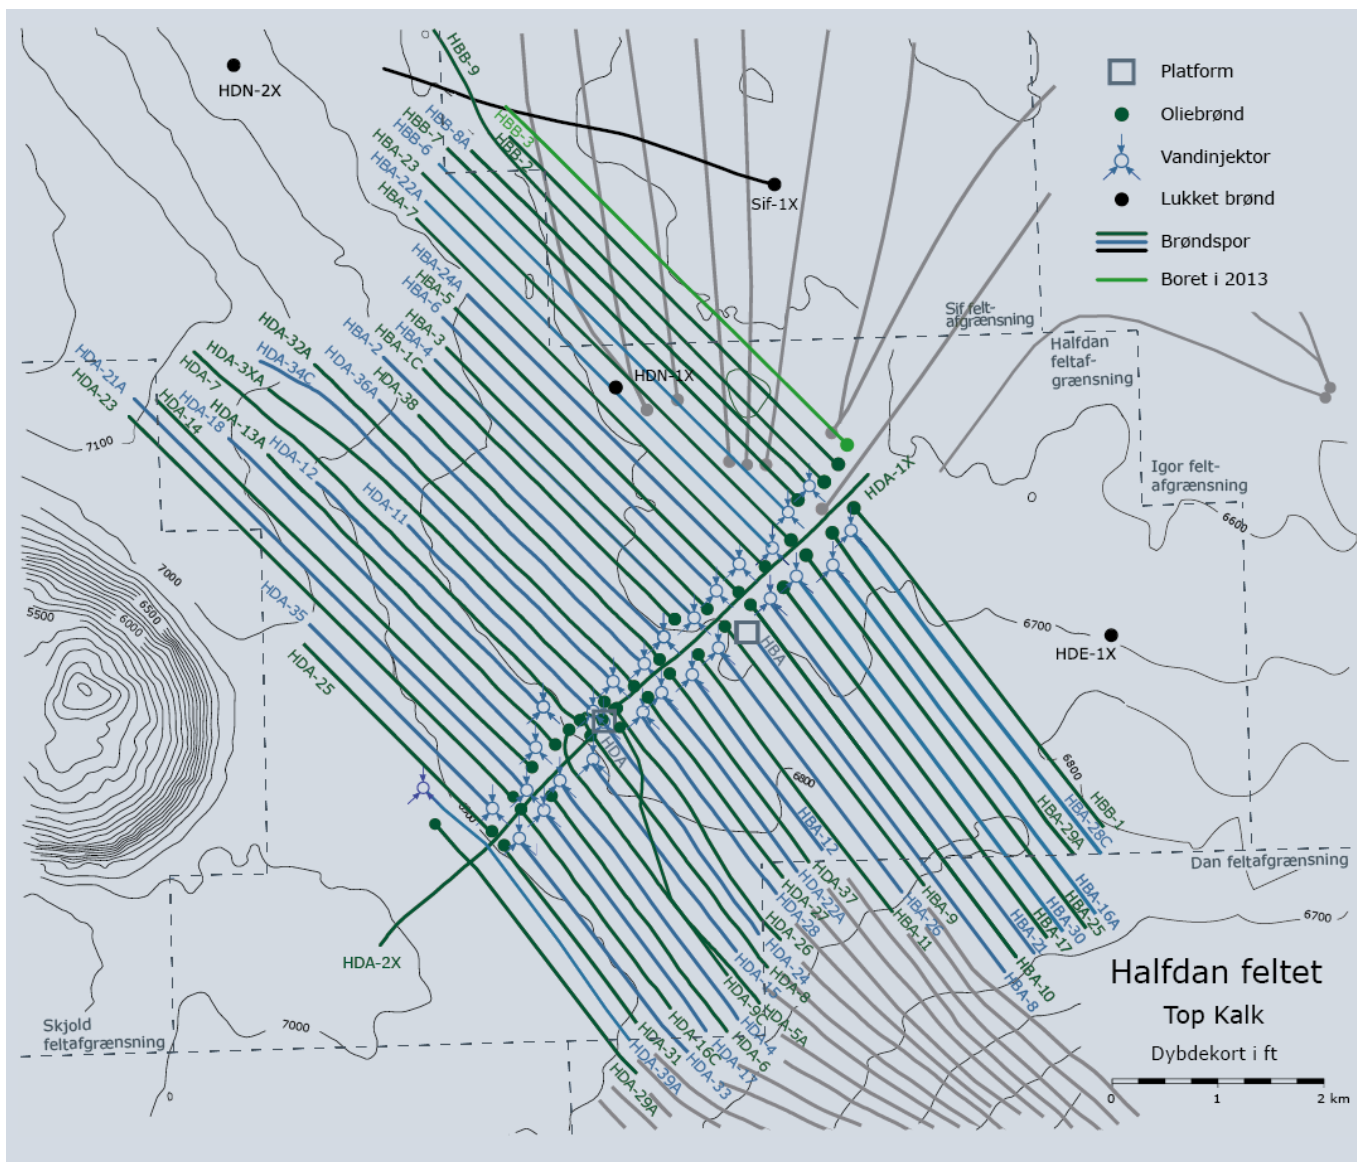 HDN-2X
HBB-9
HBB-3
HBB-2
HBB-8A
HBB-7
HBB-6
HBA-23
HBA-22A
HBA-7
HBA-24A
HBA-5
HBA-6
HBA-3
HBA-4
HBA-1C
HBA-2
HDA-38
HDA-36A
HDA-32A
HDA-34C
HDA-3XA
HDA-7
HDA-13A
HDA-18
HDA-14
HDA-21A
HDA-23
HDA-12
HDA-11
HDA-35
HDA-25
Sif-1X
HDN-1X
HDA-1X
HDE-1X
HDA-2X
HBA
HDA
Platform
Oliebrønd
Vandinjektor
Lukket brønd
Brøndspor
Boret i 2013
Sif felt-
afgrænsning
Halfdan
feltaf-
grænsning
Igor felt-
afgrænsning
Dan feltafgrænsning
Skjold
feltafgrænsning
7100
7000
6500
6000
5500
6600
6700
6800
6800
6700
7000
HBB-1
HBA-28C
HBA-29A
HBA-16A
HBA-25
HBA-30
HBA-17
HBA-21
HBA-10
HBA-8
HBA-9
HBA-26
HBA-11
HBA-12
HDA-37
HDA-22A
HDA-27
HDA-28
HDA-26
HDA-24
HDA-8
HDA-15
HDA-5A
HDA-9C
HDA-4
HDA-6
HDA-17
HDA-16C
HDA-33
HDA-31
HDA-39A
HDA-29A
Halfdan feltet
Top Kalk
Dybdekort i ft
0 1 2 km